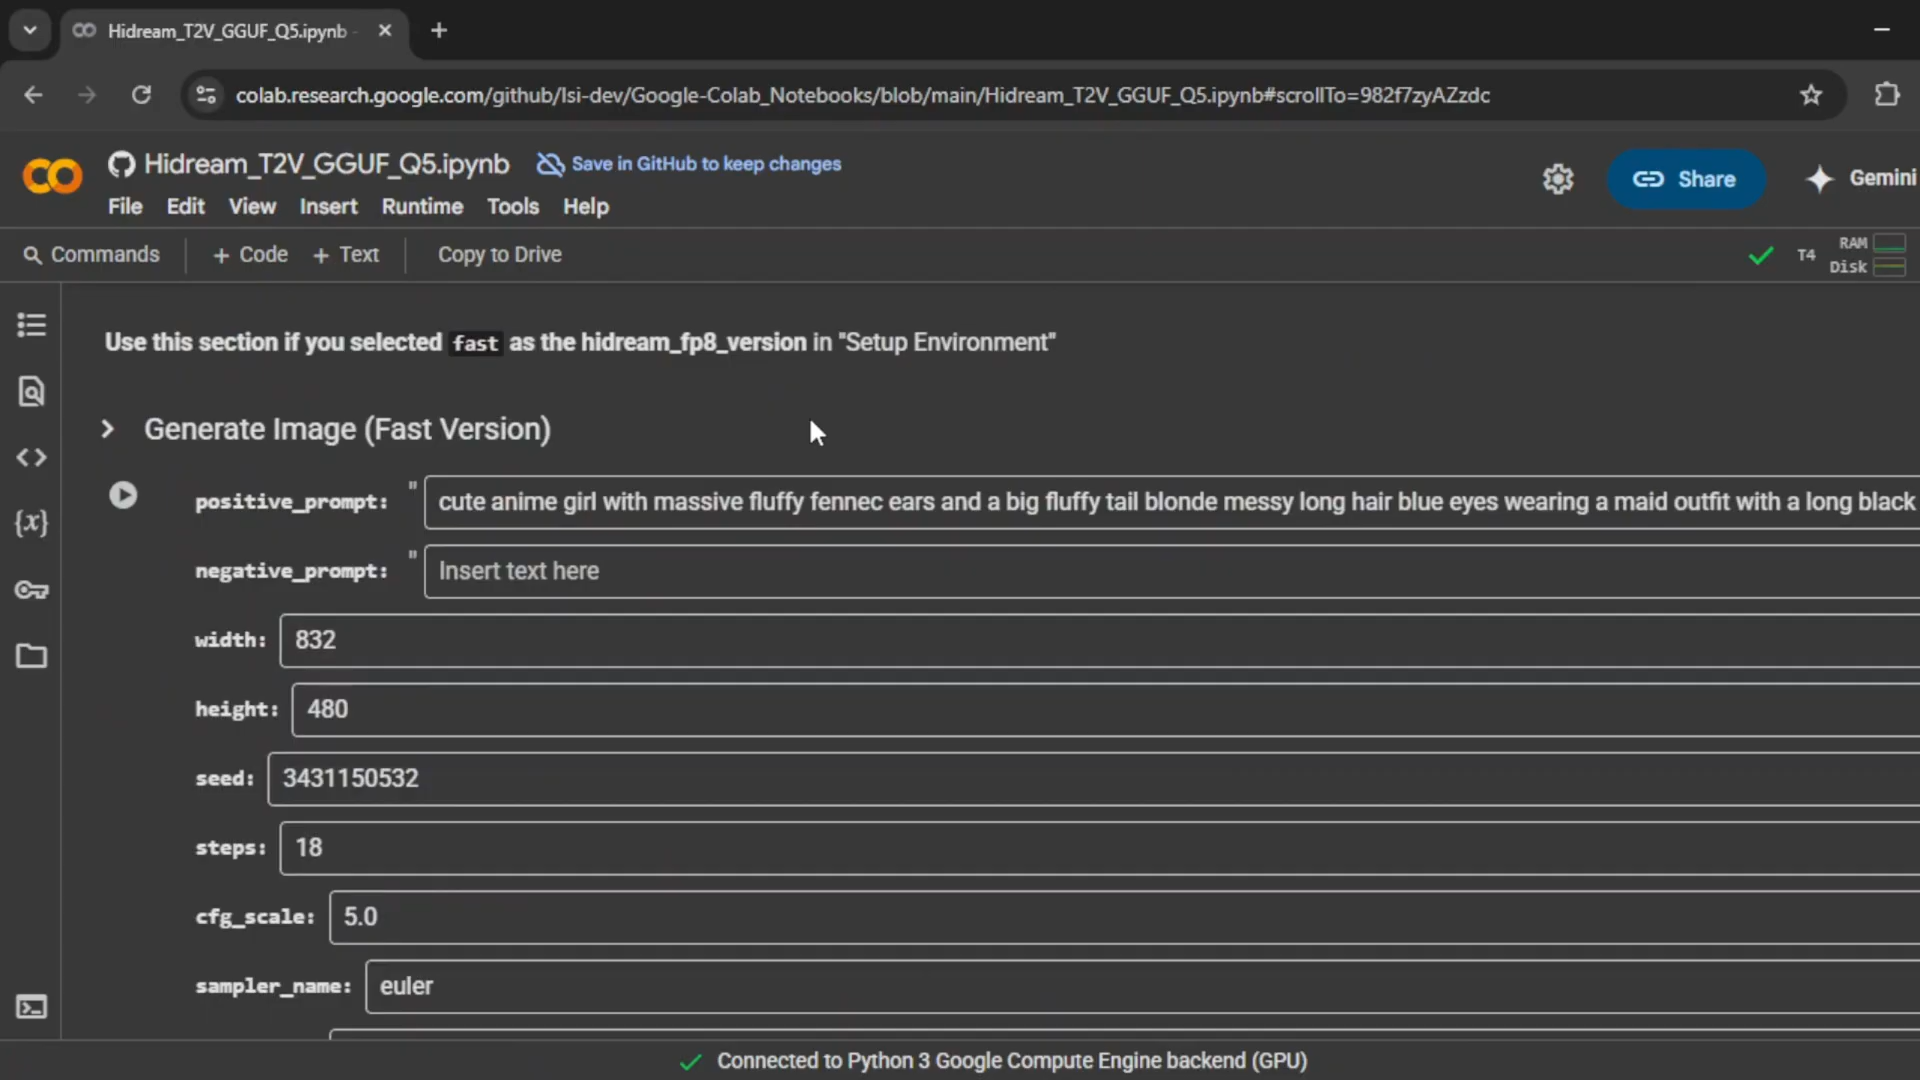 Hidream_T2V_GGUF_Q5.ipynb -
colab.research.google.com/github/Isi-dev/Google-Colab_Notebooks/blob/main/Hidream_T2V_GGUF_Q5.ipynb#scrollTo=982f7zyAZzdc
Hidream_T2V_GGUF_Q5.ipynb Save in GitHub to keep changes
Share
Gemini
File Edit View Insert Runtime Tools Help
Commands + Code + Text Copy to Drive
T4
RAM
Disk
Use this section if you selected fast as the hidream_fp8_version in "Setup Environment"
Generate Image (Fast Version)
positive_prompt: " cute anime girl with massive fluffy fennec ears and a big fluffy tail blonde messy long hair blue eyes wearing a maid outfit with a long black
negative_prompt: " Insert text here
width: 832
height: 480
seed: 3431150532
steps: 18
cfg_scale: 5.0
sampler_name: euler
Connected to Python 3 Google Compute Engine backend (GPU)